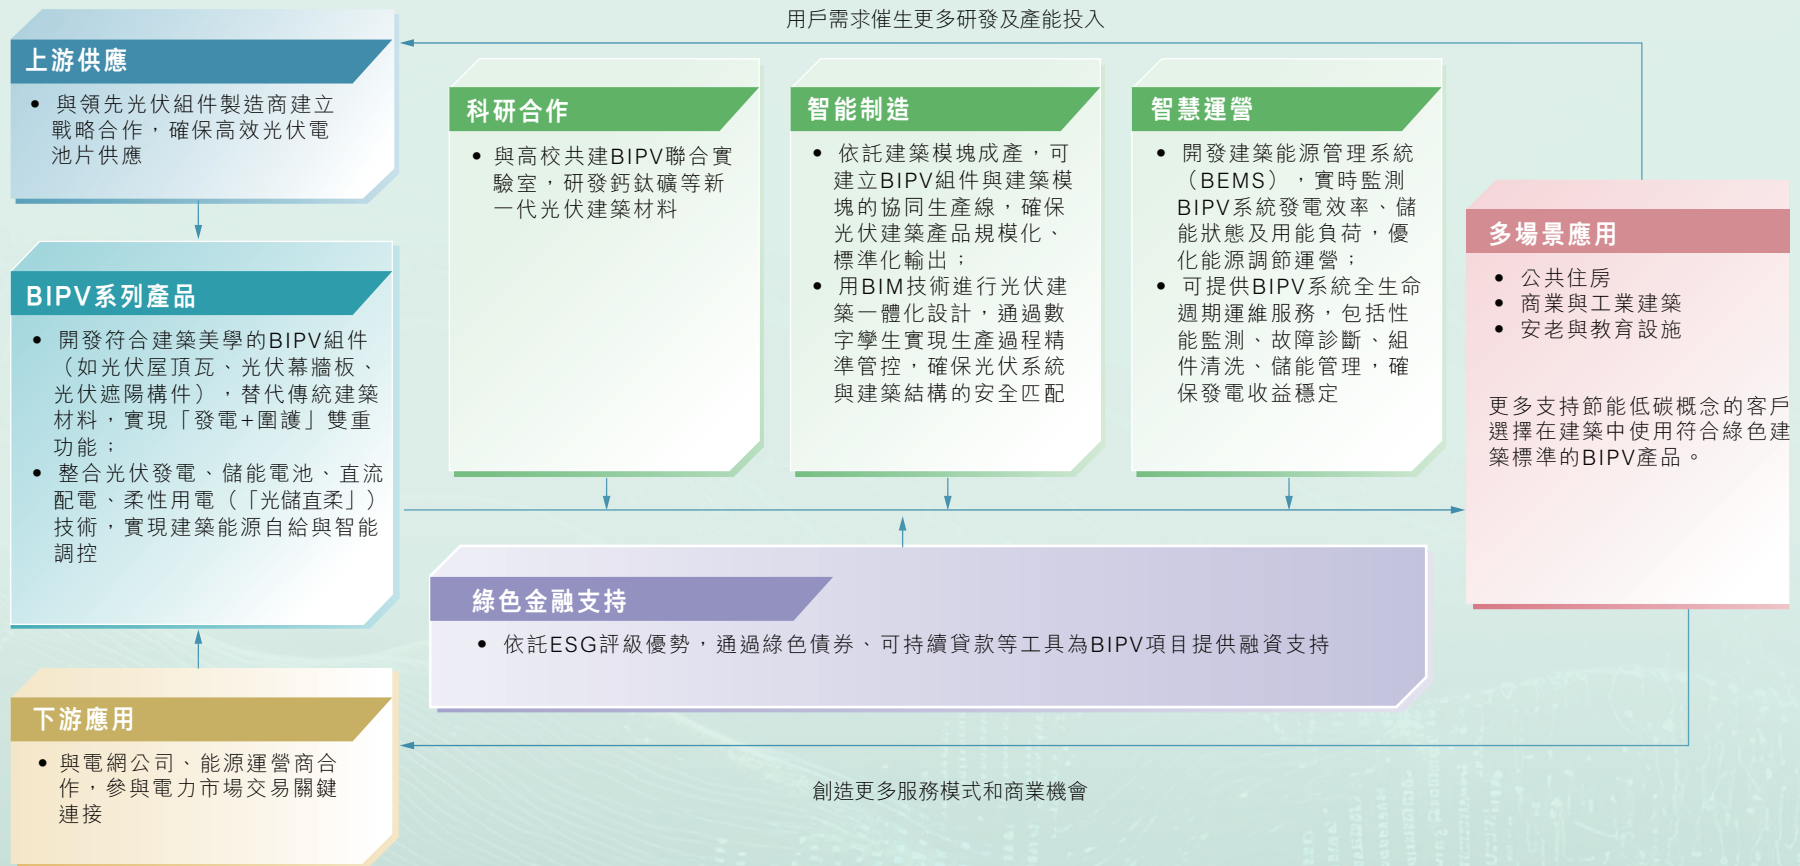 用戶需求催生更多研發及產能投入
上游供應
• 與領先光伏組件製造商建立
戰略合作，確保高效光伏電
池片供應
BIPV系列產品
• 開發符合建築美學的BIPV組件
（如光伏屋頂瓦、光伏幕牆板、
光伏遮陽構件），替代傳統建築
材料，實現「發電+圍護」雙重
功能；
• 整合光伏發電、儲能電池、直流
配電、柔性用電（「光儲直柔」）
技術，實現建築能源自給與智能
調控
下游應用
• 與電網公司、能源運營商合
作，參與電力市場交易關鍵
連接
科研合作
• 與高校共建BIPV聯合實
驗室，研發鈣鈦礦等新
一代光伏建築材料
智能制造
• 依託建築模塊成產，可
建立BIPV組件與建築模
塊的協同生產線，確保
光伏建築產品規模化、
標準化輸出；
• 用BIM技術進行光伏建
築一體化設計，通過數
字孿生實現生產過程精
準管控，確保光伏系統
與建築結構的安全匹配
智慧運營
• 開發建築能源管理系統
（BEMS），實時監測
BIPV系統發電效率、儲
能狀態及用能負荷，優
化能源調節運營；
• 可提供BIPV系統全生命
週期運維服務，包括性
能監測、故障診斷、組
件清洗、儲能管理，確
保發電收益穩定
綠色金融支持
• 依託ESG評級優勢，通過綠色債券、可持續貸款等工具為BIPV項目提供融資支持
多場景應用
• 公共住房
• 商業與工業建築
• 安老與教育設施
更多支持節能低碳概念的客戶
選擇在建築中使用符合綠色建
築標準的BIPV產品。
創造更多服務模式和商業機會